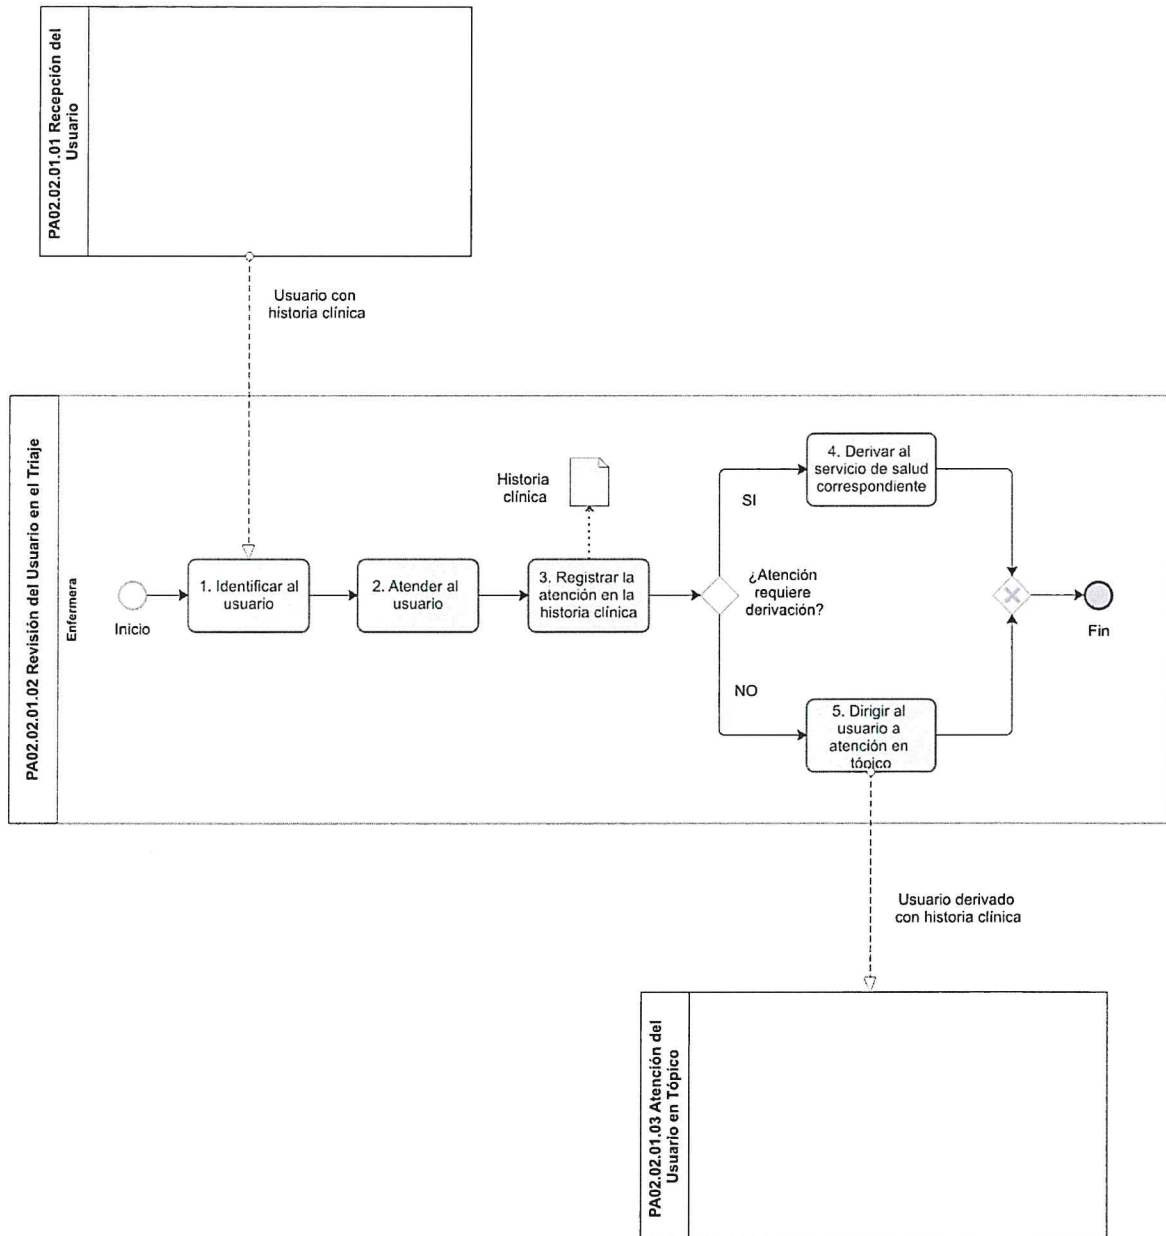 PA02.02.01.01 Recepción del
Usuario
Usuario con
historia clínica
PA02.02.01.02 Revisión del Usuario en el Triaje
Enfermera
Inicio
1. Identificar al
usuario
2. Atender al
usuario
Historia
clínica
3. Registrar la
atención en la
historia clínica
¿Atención
requiere
derivación?
SI
4. Derivar al
servicio de salud
correspondiente
NO
5. Dirigir al
usuario a
atención en
tópico
Fin
Usuario derivado
con historia clínica
PA02.02.01.03 Atención del
Usuario en Tópico